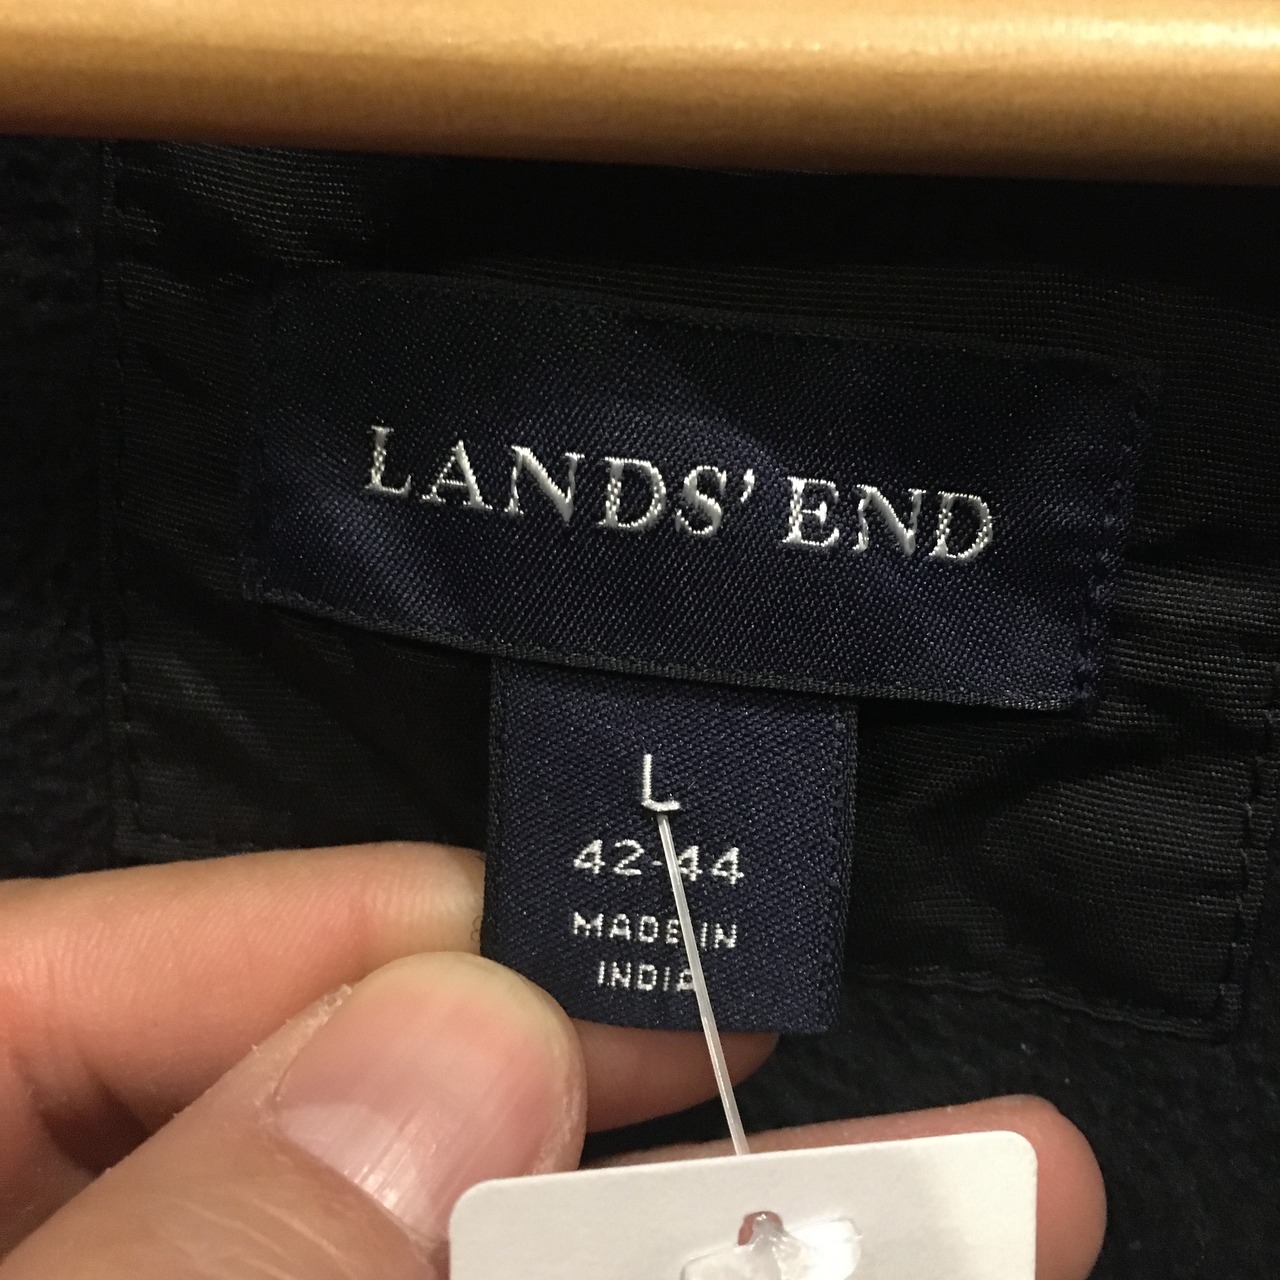 LANDS' END
L
42-44
MADE IN
INDIA